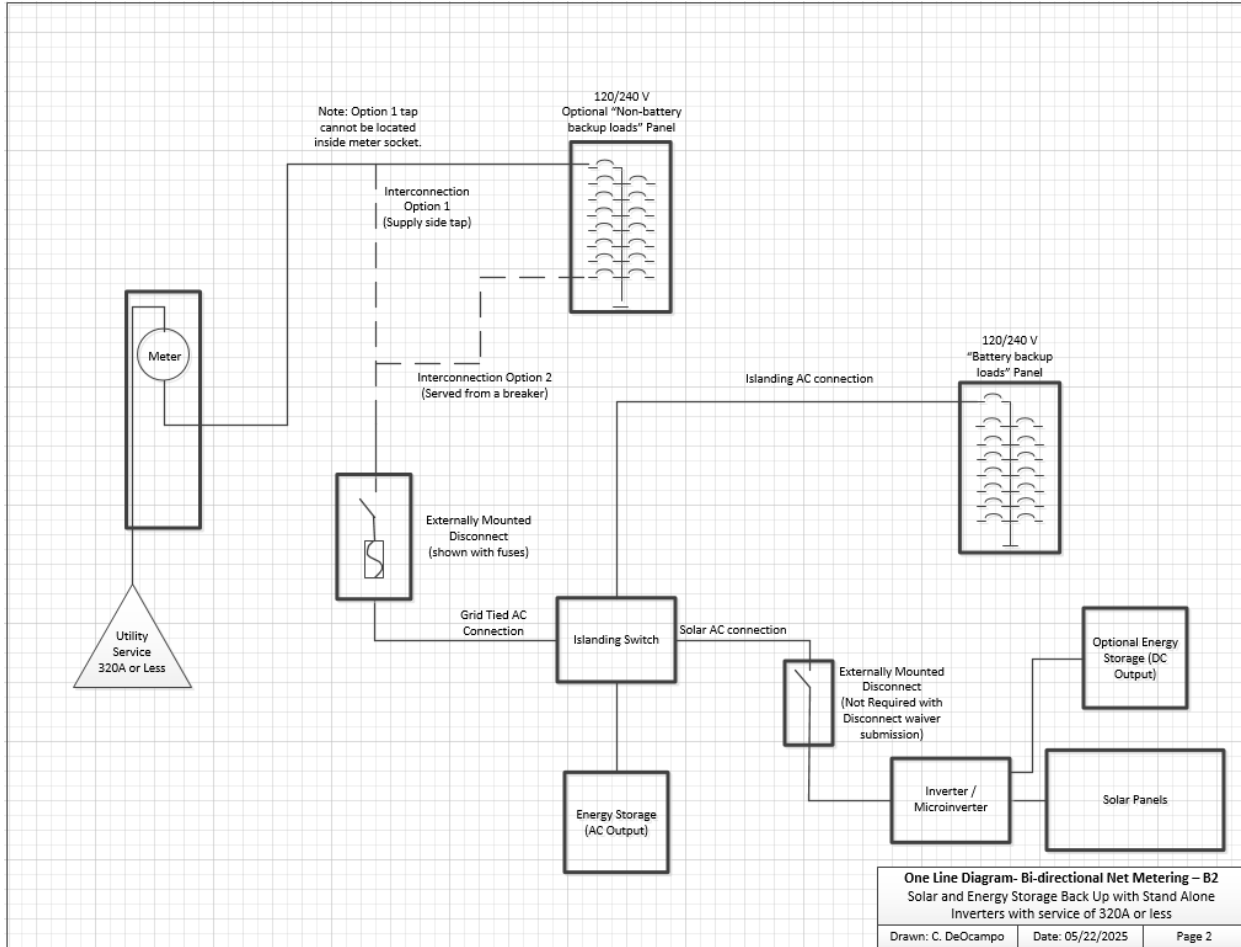 Note: Option 1 tap
cannot be located
inside meter socket.
120/240 V
Optional "Non-battery
backup loads" Panel
Interconnection
Option 1
(Supply side tap)
Meter
Interconnection Option 2
(Served from a breaker)
120/240 V
"Battery backup
loads" Panel
Islanding AC connection
Externally Mounted
Disconnect
(shown with fuses)
Utility
Service
320A or Less
Grid Tied AC
Connection
Islanding Switch
Solar AC connection
Externally Mounted
Disconnect
(Not Required with
Disconnect waiver
submission)
Optional Energy
Storage (DC
Output)
Energy Storage
(AC Output)
Inverter /
Microinverter
Solar Panels
One Line Diagram- Bi-directional Net Metering – B2
Solar and Energy Storage Back Up with Stand Alone
Inverters with service of 320A or less
Drawn: C. DeOcampo
Date: 05/22/2025
Page 2